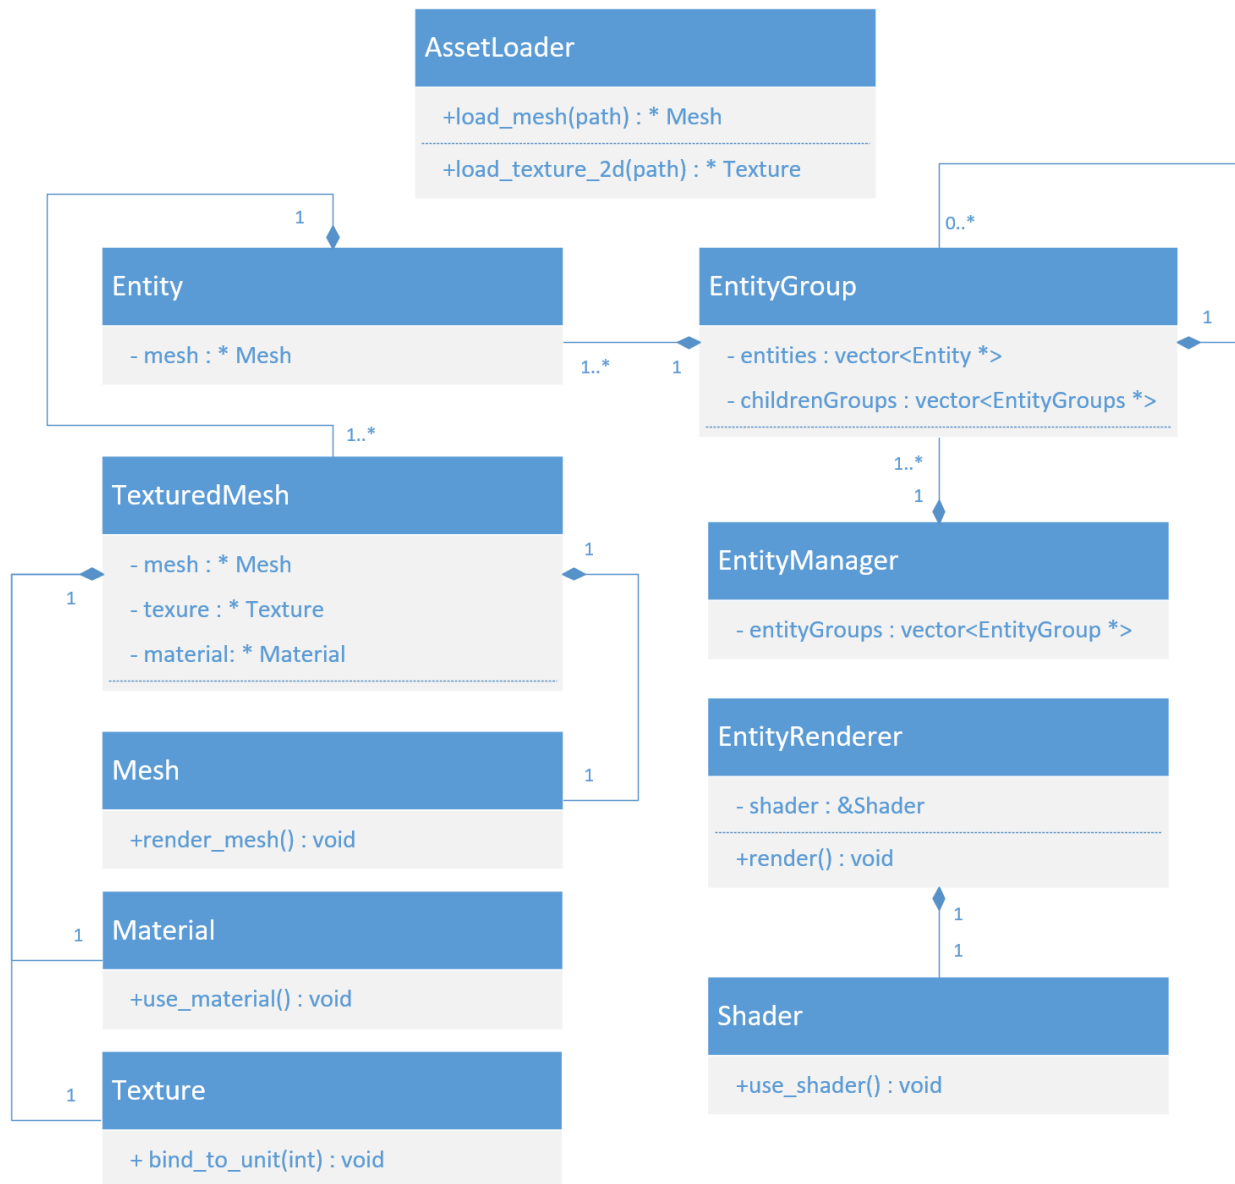 AssetLoader
+load_mesh(path) : * Mesh
+load_texture_2d(path) : * Texture
1
0..*
Entity
- mesh : * Mesh
1..*
1
EntityGroup
- entities : vector<Entity *>
- childrenGroups : vector<EntityGroups *>
1
1..*
1..*
1
TexturedMesh
- mesh : * Mesh
- texure : * Texture
- material: * Material
1
1
EntityManager
- entityGroups : vector<EntityGroup *>
Mesh
+render_mesh() : void
1
EntityRenderer
- shader : &Shader
+render() : void
1
1
Material
+use_material() : void
1
Shader
+use_shader() : void
Texture
+ bind_to_unit(int) : void
1